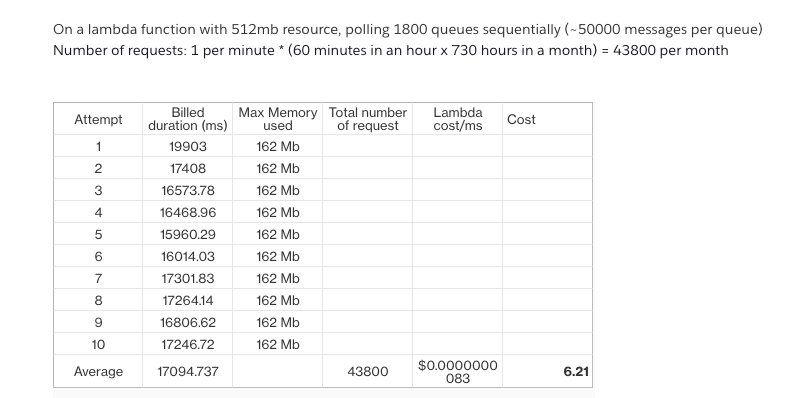 On a lambda function with 512mb resource, polling 1800 queues sequentially (~50000 messages per queue)
Number of requests: 1 per minute * (60 minutes in an hour x 730 hours in a month) = 43800 per month
Attempt Billed duration (ms) Max Memory used Total number of request Lambda cost/ms Cost
1 19903 162 Mb
2 17408 162 Mb
3 16573.78 162 Mb
4 16468.96 162 Mb
5 15960.29 162 Mb
6 16014.03 162 Mb
7 17301.83 162 Mb
8 17264.14 162 Mb
9 16806.62 162 Mb
10 17246.72 162 Mb
Average 17094.737 43800 $0.0000000083 6.21